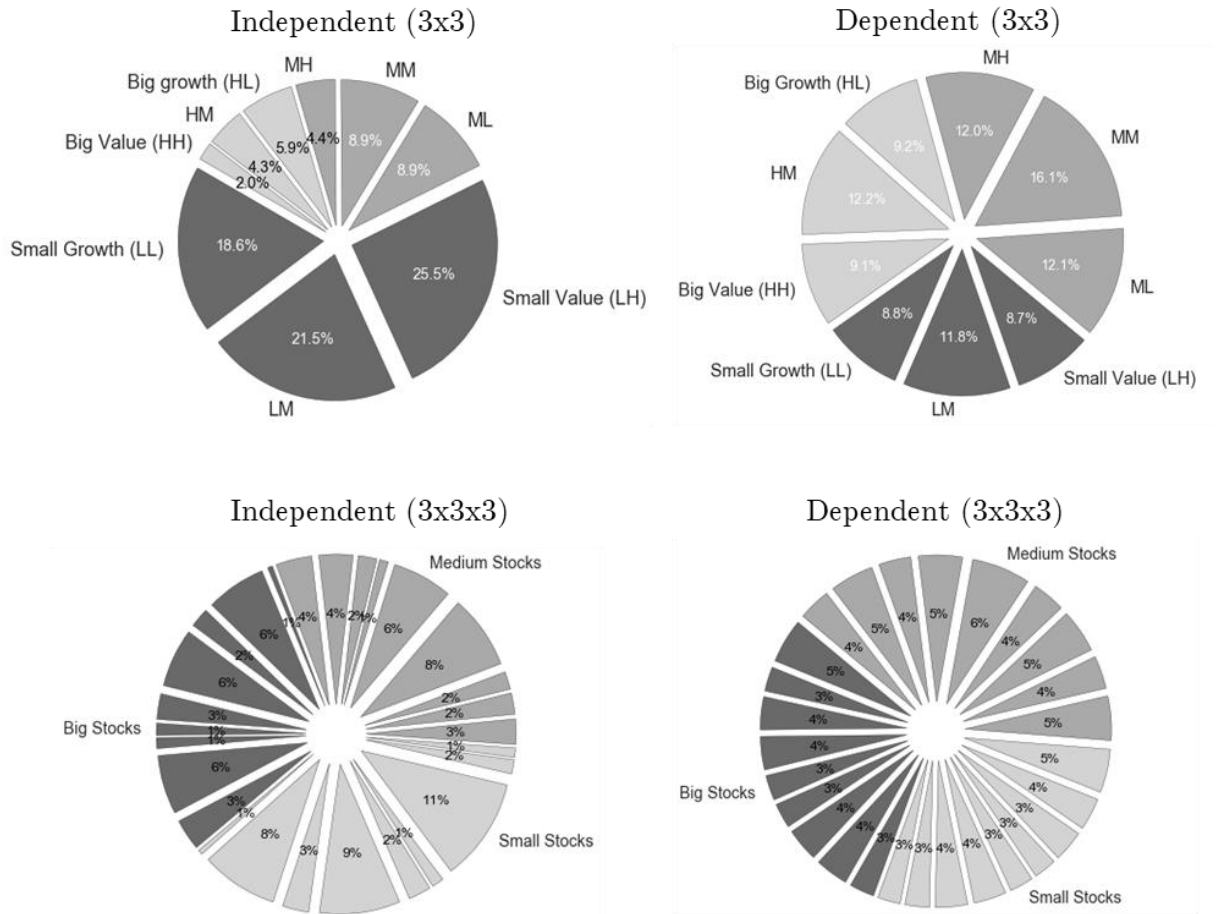 Independent (3x3)
MH
MM
Big growth (HL)
HM
ML
Big Value (HH)
4.4%
8.9%
5.9%
4.3%
8.9%
2.0%
Small Growth (LL)
18.6%
25.5%
Small Value (LH)
21.5%
LM
Dependent (3x3)
MH
Big Growth (HL)
MM
12.0%
9.2%
16.1%
HM
12.2%
9.1%
12.1%
Big Value (HH)
ML
8.8%
8.7%
11.8%
Small Growth (LL)
Small Value (LH)
LM
Independent (3x3x3)
Medium Stocks
4%
4%
2%
1%
6%
1%
6%
8%
2%
6%
2%
2%
3%
3%
Big Stocks
1%
1%
1%
2%
6%
11%
3%
1%
8%
3%
9%
2%
1%
Small Stocks
Dependent (3x3x3)
Medium Stocks
5%
4%
6%
5%
4%
4%
5%
5%
4%
3%
5%
4%
Big Stocks
4%
5%
3%
4%
3%
3%
4%
3%
4%
3%
3%
3%
4%
4%
3%
Small Stocks